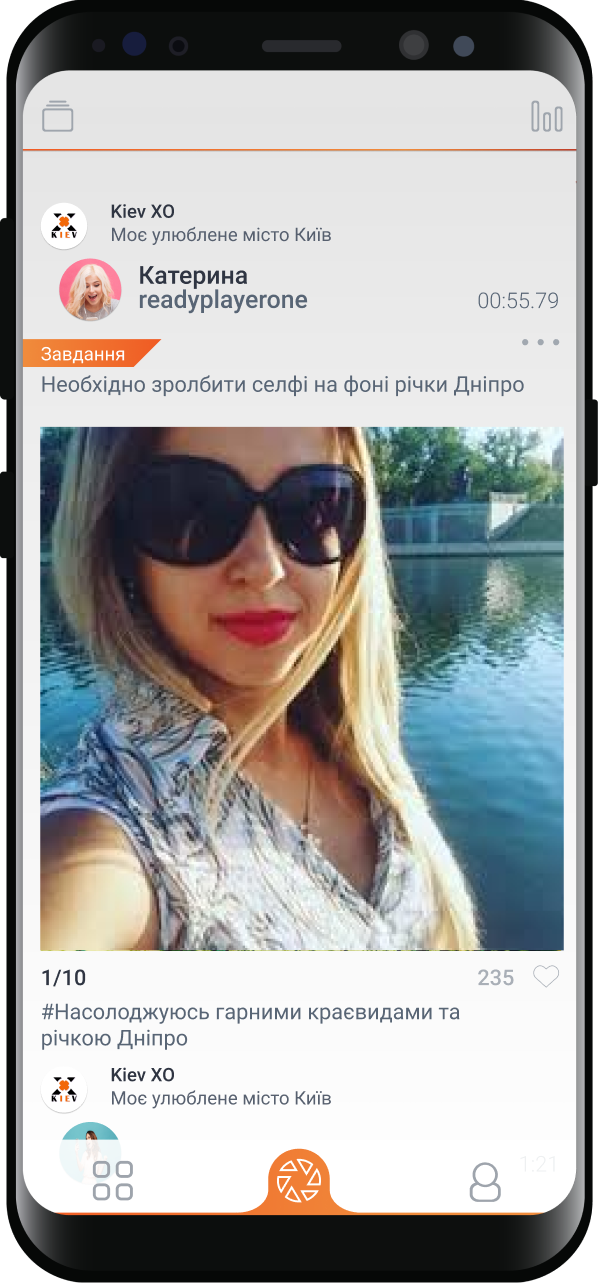 Kiev XO
Моє улюблене місто Київ
KIEV
Катерина
readyplayerone
00:55.79
Завдання
Необхідно зролбити селфі на фоні річки Дніпро
1/10
235
#Насолоджуюсь гарними краєвидами та
річкою Дніпро
Kiev XO
Моє улюблене місто Київ
KIEV
1:21